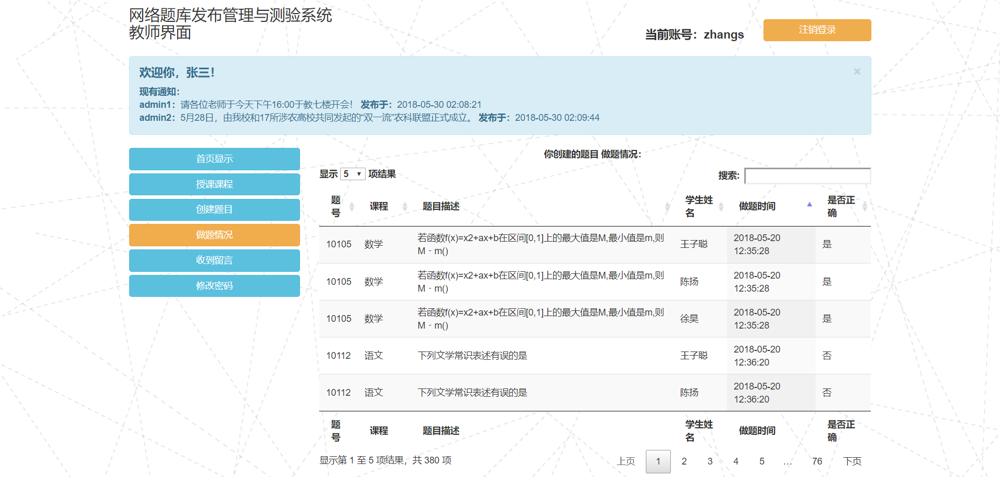 网络题库发布管理与测验系统
教师界面
当前账号：zhangs
注销登录
欢迎你，张三！
×
现有通知：
admin1：请各位老师于今天下午16:00于教七楼开会！ 发布于：2018-05-30 02:08:21
admin2：5月28日，由我校和17所涉农高校共同发起的“双一流”农科联盟正式成立。 发布于：2018-05-30 02:09:44
首页显示
授课课程
创建题目
做题情况
收到留言
修改密码
你创建的题目 做题情况：
显示 5 项结果
搜索:
题号 课程 题目描述 学生姓名 做题时间 是否正确
10105 数学 若函数f(x)=x2+ax+b在区间[0,1]上的最大值是M,最小值是m,则 王子聪 2018-05-20 是
M﹣m() 12:35:28
10105 数学 若函数f(x)=x2+ax+b在区间[0,1]上的最大值是M,最小值是m,则 陈扬 2018-05-20 是
M﹣m() 12:35:28
10105 数学 若函数f(x)=x2+ax+b在区间[0,1]上的最大值是M,最小值是m,则 徐昊 2018-05-20 是
M﹣m() 12:35:28
10112 语文 下列文学常识表述有误的是 王子聪 2018-05-20 否
12:36:20
10112 语文 下列文学常识表述有误的是 陈扬 2018-05-20 否
12:36:20
题号 课程 题目描述 学生姓名 做题时间 是否正确
显示第 1 至 5 项结果，共 380 项
上页 1 2 3 4 5 … 76 下页